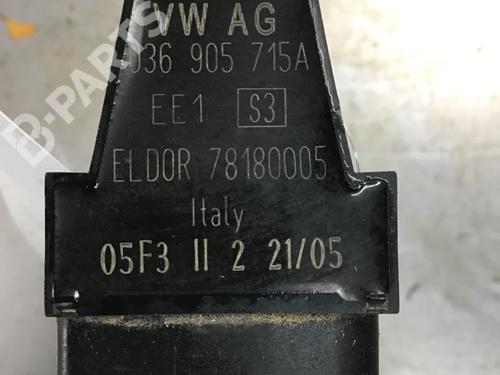 VW AG
036 905 715A
EE1 S3
ELDOR 78180005
Italy
05F3 II 2 21/05
B-PARTS